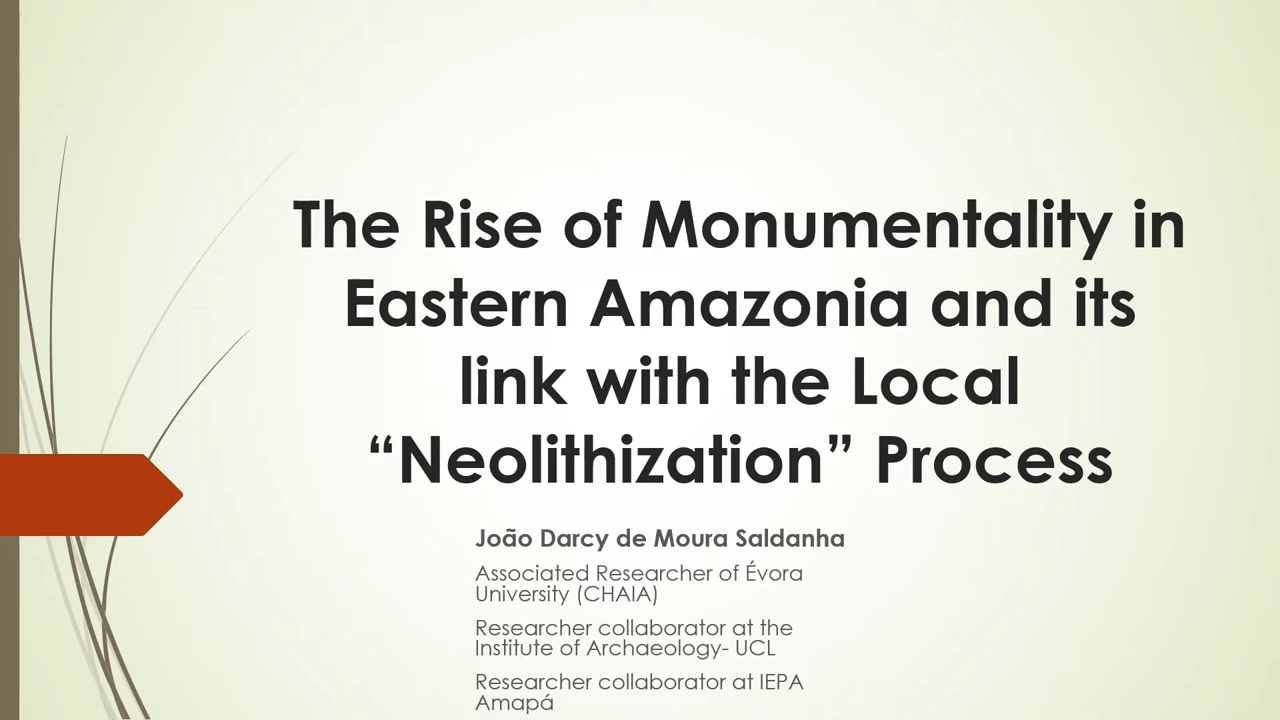 The Rise of Monumentality in
Eastern Amazonia and its
link with the Local
“Neolithization” Process
João Darcy de Moura Saldanha
Associated Researcher of Évora
University (CHAIA)
Researcher collaborator at the
Institute of Archaeology- UCL
Researcher collaborator at IEPA
Amapá